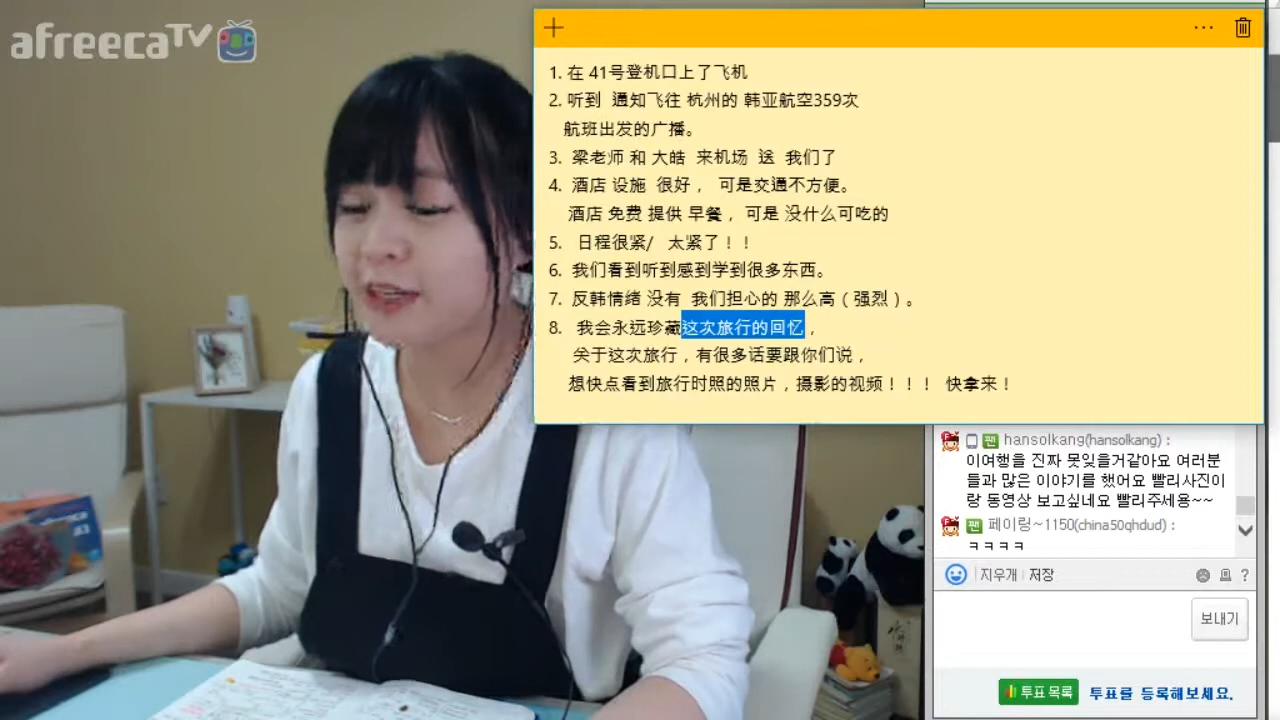 afreecaTV
1. 在 41号登机口上了飞机
2. 听到 通知飞往 杭州的 韩亚航空359次
航班出发的广播。
3. 梁老师 和 大皓 来机场 送 我们了
4. 酒店 设施 很好， 可是交通不方便。
酒店 免费 提供 早餐， 可是 没什么可吃的
5. 日程很紧/ 太紧了！！
6. 我们看到听到感到学到很多东西。
7. 反韩情绪 没有 我们担心的 那么高（强烈）。
8. 我会永远珍藏这次旅行的回忆，
关于这次旅行，有很多话要跟你们说，
想快点看到旅行时照的照片，摄影的视频！！！ 快拿来！
팬 hansolkang(hansolkang) :
이여행을 진짜 못잊을거같아요 여러분
들과 많은 이야기를 했어요 빨리사진이
랑 동영상 보고싶네요 빨리주세용~~
팬 페이링~1150(china50qhdud) :
ㅋㅋㅋㅋ
지우개 저장
?
보내기
투표 목록 투표를 등록해보세요.